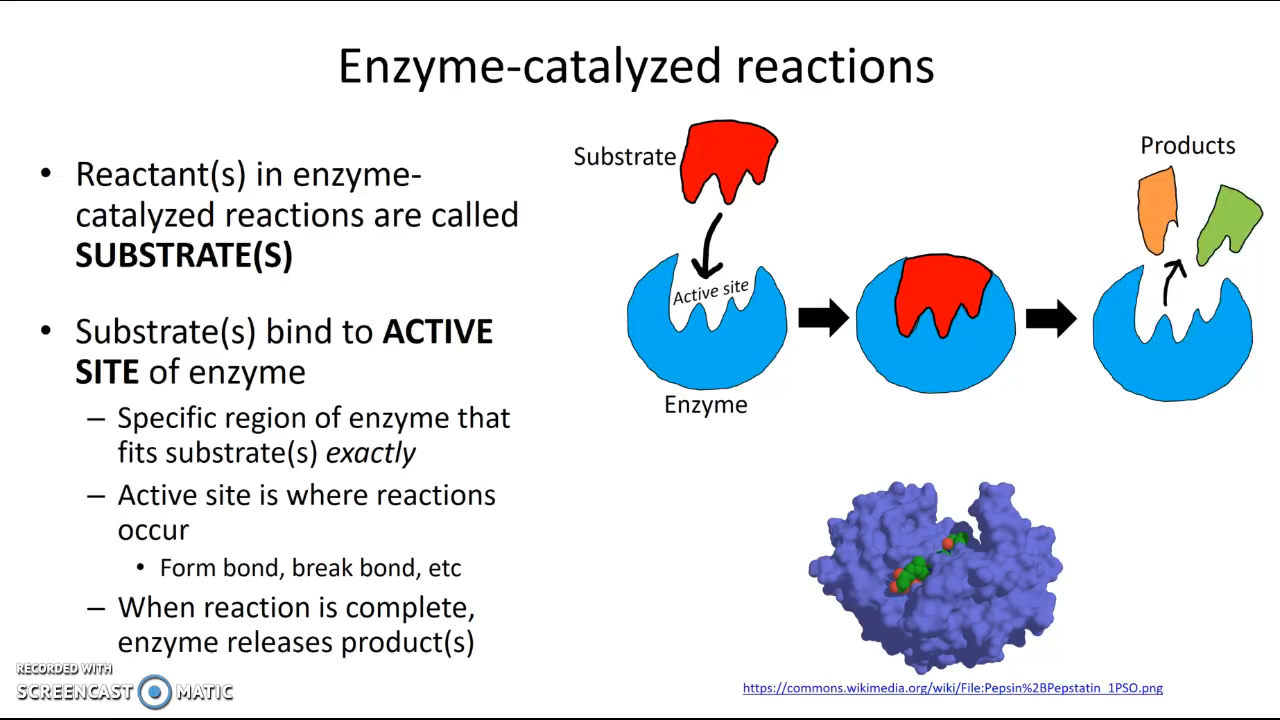 Enzyme-catalyzed reactions
• Reactant(s) in enzyme-
catalyzed reactions are called
SUBSTRATE(S)
• Substrate(s) bind to ACTIVE
SITE of enzyme
– Specific region of enzyme that
fits substrate(s) exactly
– Active site is where reactions
occur
• Form bond, break bond, etc
– When reaction is complete,
enzyme releases product(s)
Substrate
Products
Active site
Enzyme
https://commons.wikimedia.org/wiki/File:Pepsin%2BPepstatin_1PSO.png
RECORDED WITH
SCREENCAST MATIC